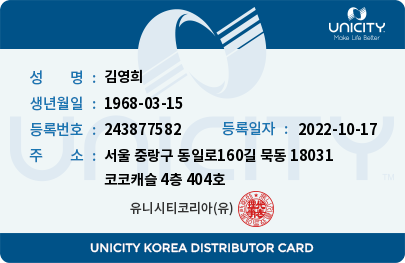 UNICITY
Make Life Better
성 명 : 김영희
생년월일 : 1968-03-15
등록번호 : 243877582 등록일자 : 2022-10-17
주 소 : 서울 중랑구 동일로160길 묵동 18031
코코캐슬 4층 404호
유니시티코리아(유)
UNICITY
UNICITY KOREA DISTRIBUTOR CARD